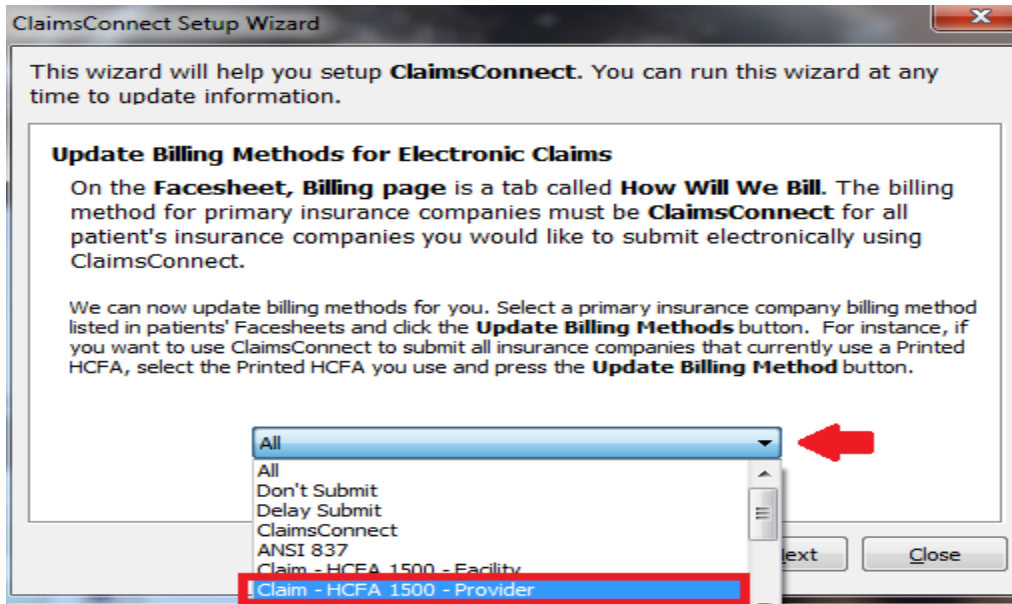 ClaimsConnect Setup Wizard
This wizard will help you setup ClaimsConnect. You can run this wizard at any
time to update information.
Update Billing Methods for Electronic Claims
On the Facesheet, Billing page is a tab called How Will We Bill. The billing
method for primary insurance companies must be ClaimsConnect for all
patient's insurance companies you would like to submit electronically using
ClaimsConnect.
We can now update billing methods for you. Select a primary insurance company billing method
listed in patients' Facesheets and click the Update Billing Methods button. For instance, if
you want to use ClaimsConnect to submit all insurance companies that currently use a Printed
HCFA, select the Printed HCFA you use and press the Update Billing Method button.
All
All
Don't Submit
Delay Submit
ClaimsConnect
ANSI 837
Claim - HCFA 1500 - Facility
ext
Close
Claim - HCFA 1500 - Provider